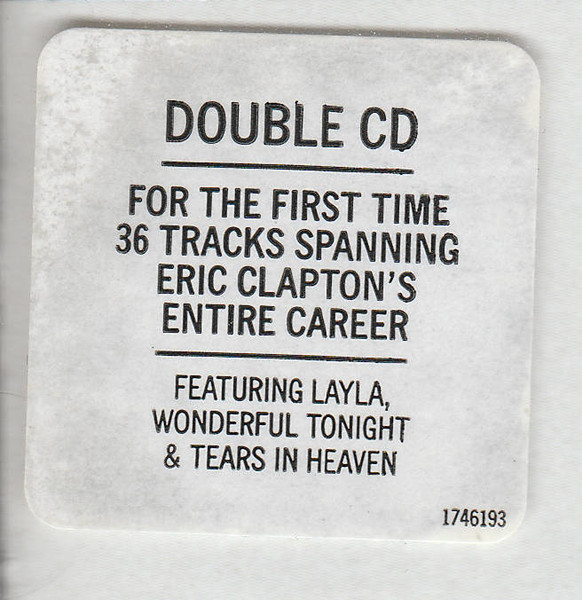 DOUBLE CD
FOR THE FIRST TIME
36 TRACKS SPANNING
ERIC CLAPTON'S
ENTIRE CAREER
FEATURING LAYLA,
WONDERFUL TONIGHT
& TEARS IN HEAVEN
1746193